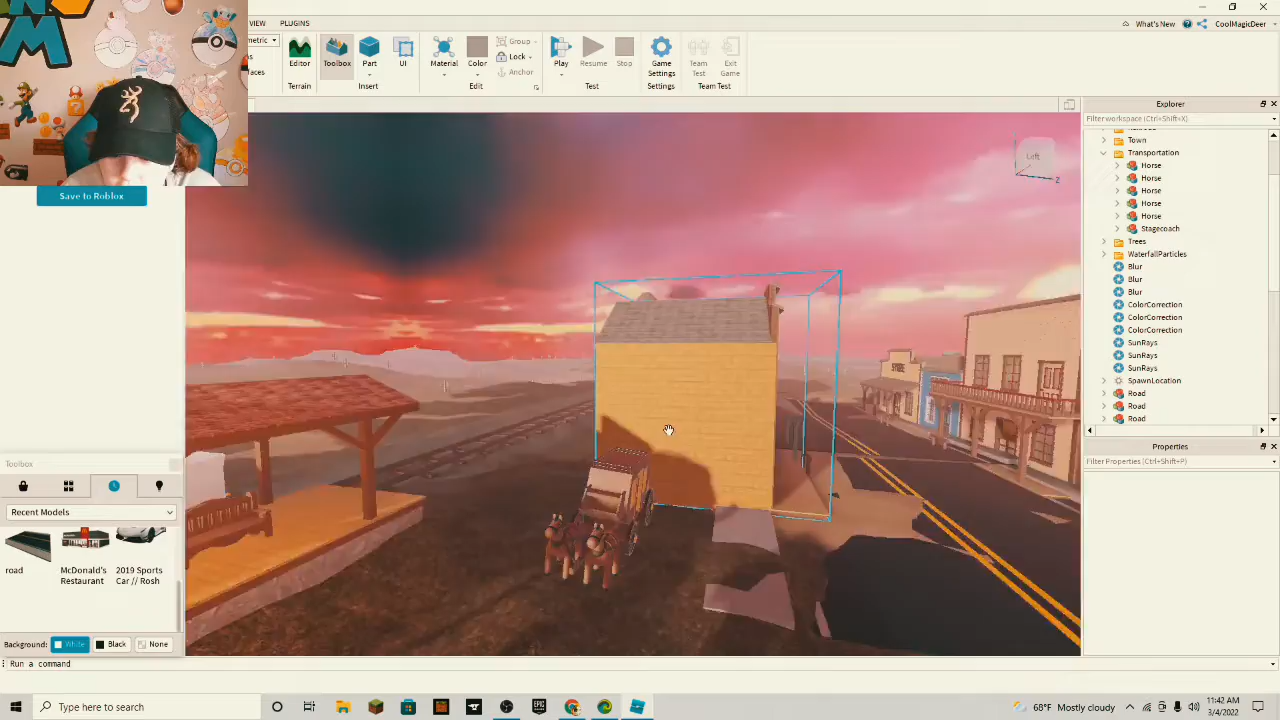 VIEW PLUGINS
What's New CoolMagicDeer
Editor Toolbox Part UI Material Color Group Lock Anchor Play Resume Stop Game Settings Team Test Exit Game
Terrain Insert Edit Test Settings Team Test
Explorer
Filter workspace (Ctrl+Shift+X)
Town
Transportation
Horse
Horse
Horse
Horse
Horse
Stagecoach
Trees
WaterfallParticles
Blur
Blur
Blur
ColorCorrection
ColorCorrection
ColorCorrection
SunRays
SunRays
SunRays
SpawnLocation
Road
Road
Road
Properties
Filter Properties (Ctrl+Shift+P)
Left
Z
STORE
Save to Roblox
Toolbox
Recent Models
road
McDonald's Restaurant
2019 Sports Car // Rosh
Background: White Black None
Run a command
Type here to search
EPIC
68°F Mostly cloudy
11:42 AM
3/4/2022